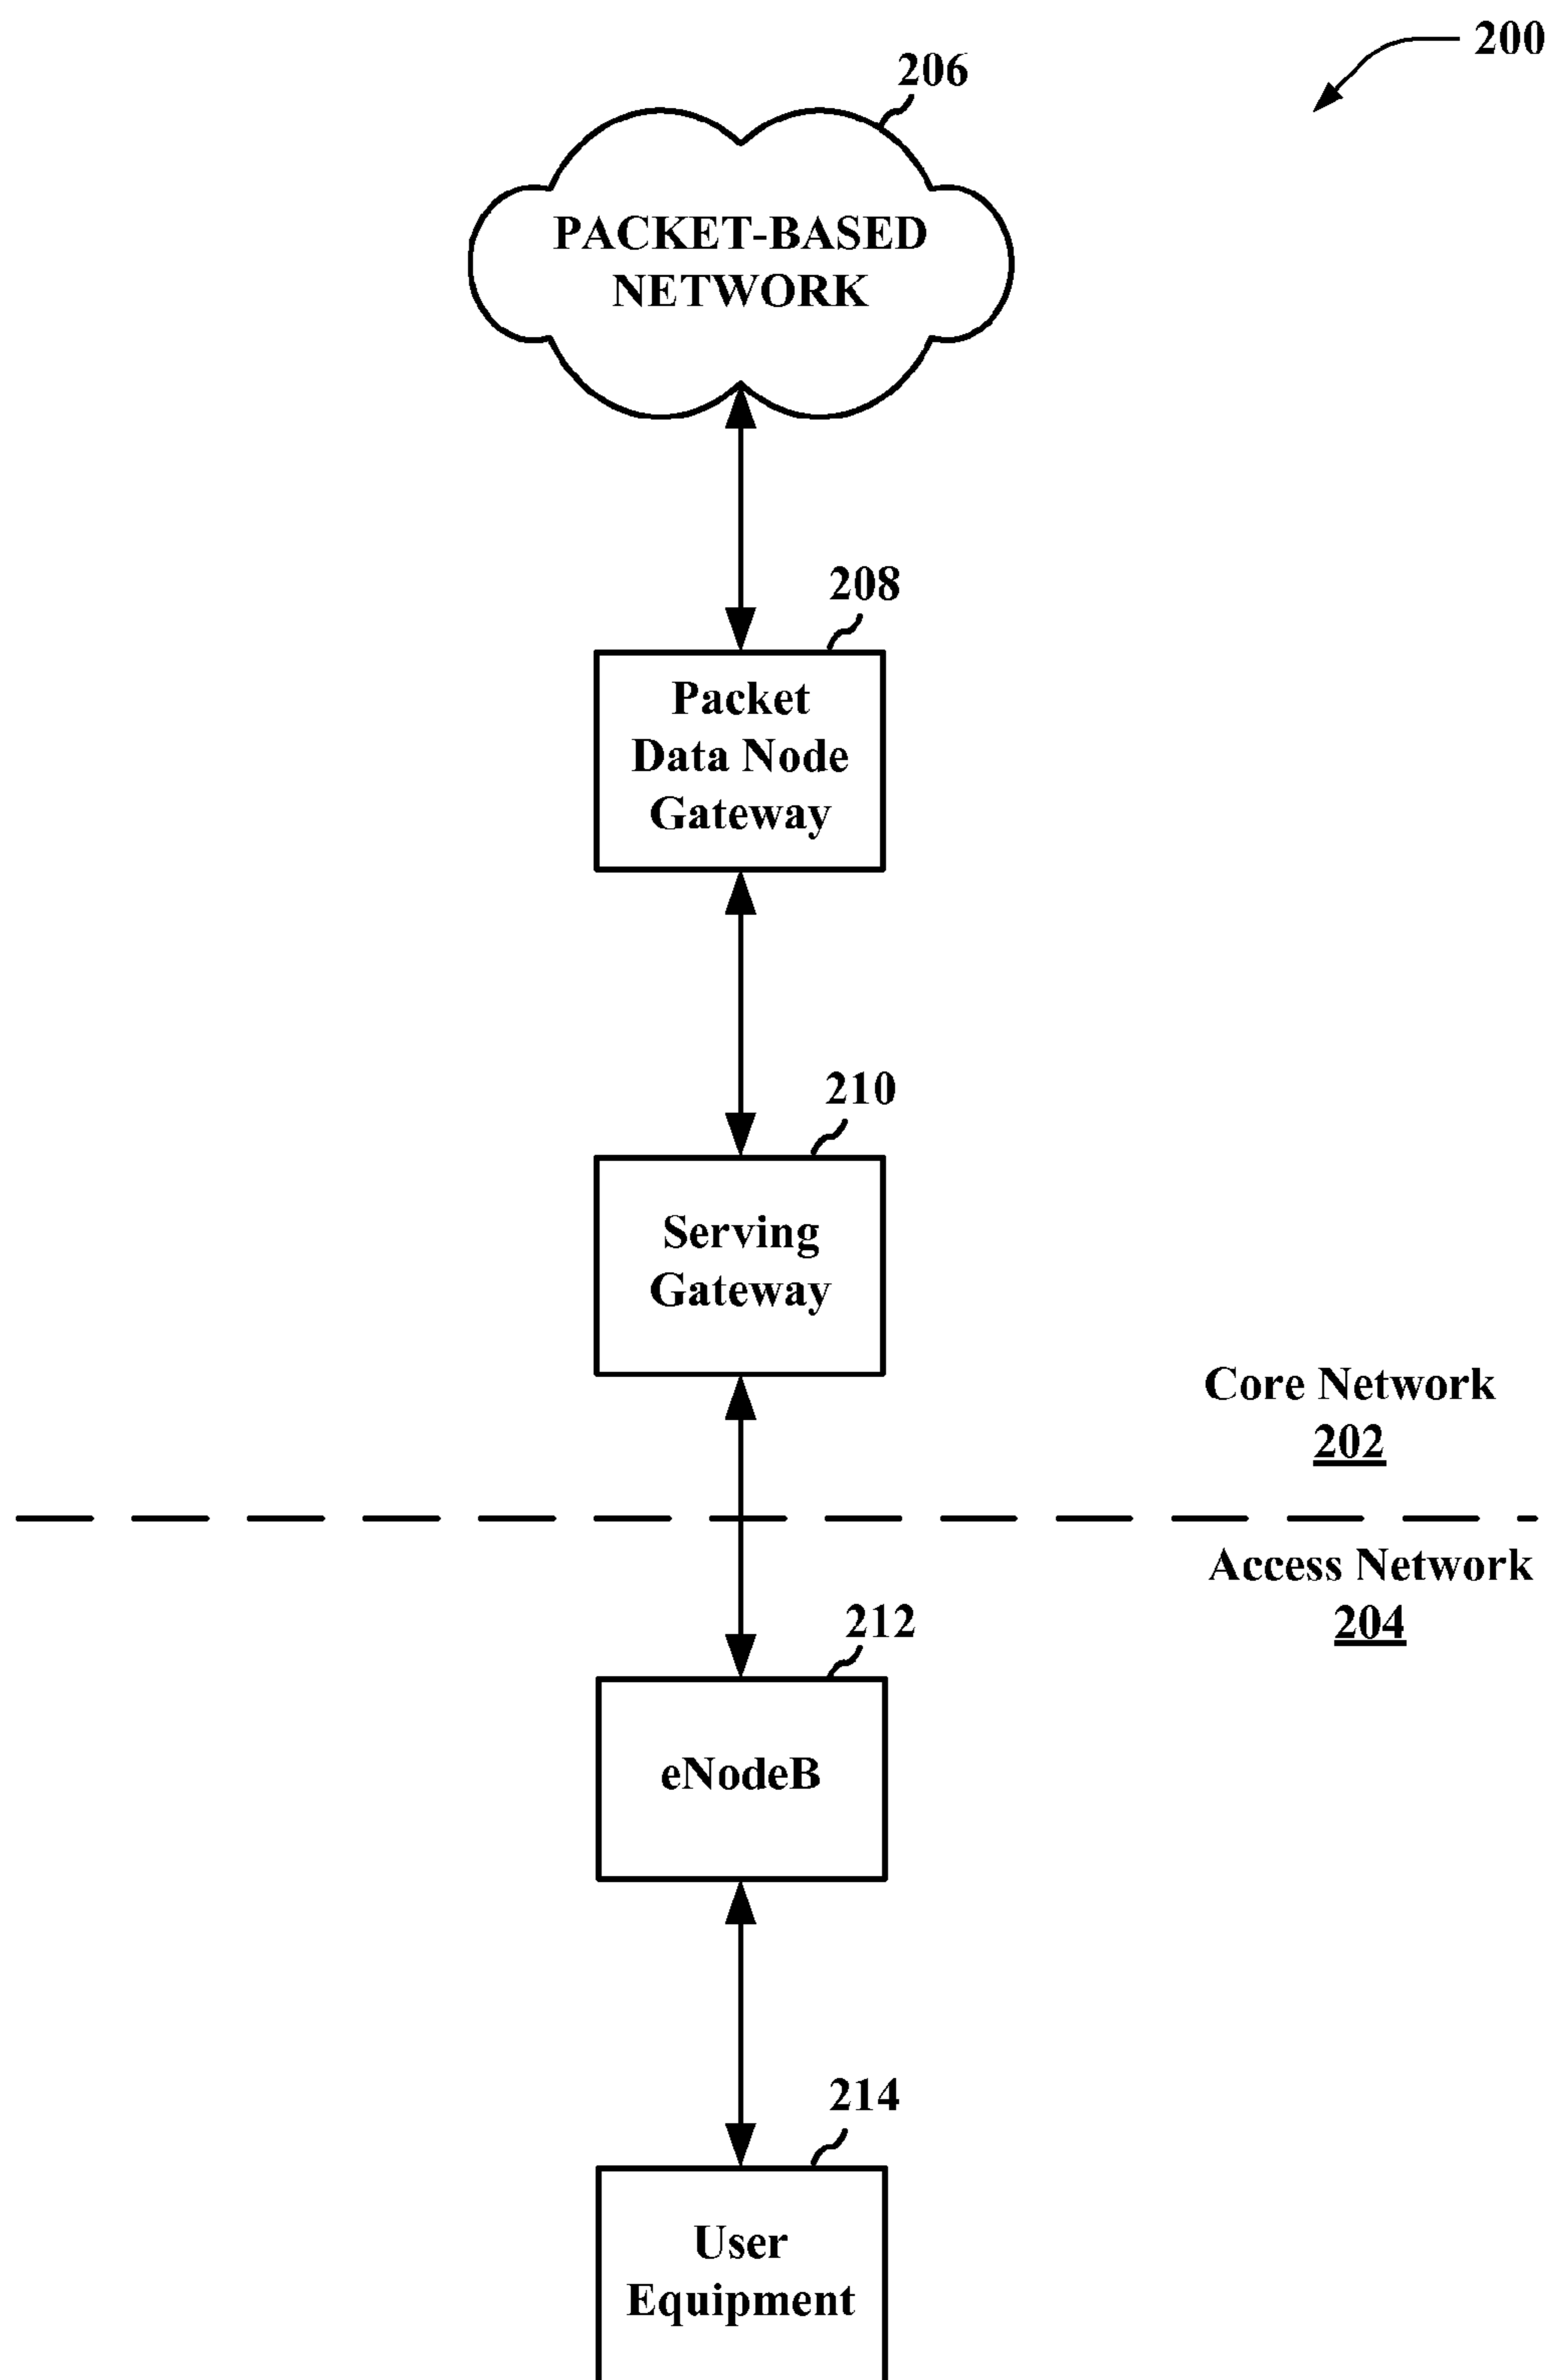 200
206
PACKET-BASED
NETWORK
208
Packet
Data Node
Gateway
210
Serving
Gateway
Core Network
202
Access Network
204
212
eNodeB
214
User
Equipment